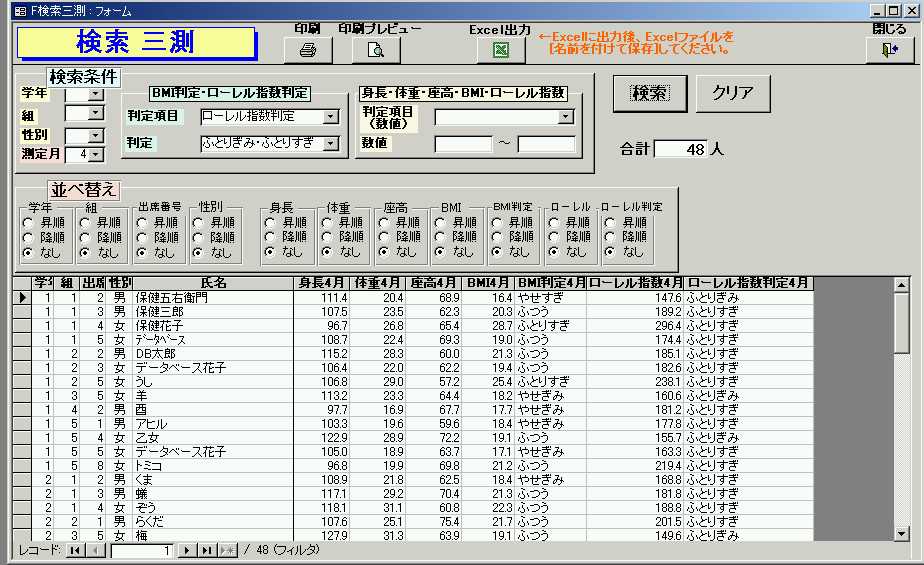 F検索三測 : フォーム
検索 三測
印刷 印刷プレビュー Excel出力 閉じる
←Excelに出力後、Excelファイルを
[名前を付けて保存]してください。
検索条件
学年
組
性別
測定月 4
BMI判定・ローレル指数判定
判定項目 ローレル指数判定
判定 ふとりぎみ・ふとりすぎ
身長・体重・座高・BMI・ローレル指数
判定項目
(数値)
数値 ～
検索 クリア
合計 48 人
並べ替え
学年 組 出席番号 性別 身長 体重 座高 BMI BMI判定 ローレル ローレル判定
昇順 昇順 昇順 昇順 昇順 昇順 昇順 昇順 昇順 昇順 昇順
降順 降順 降順 降順 降順 降順 降順 降順 降順 降順 降順
なし なし なし なし なし なし なし なし なし なし なし
学年 組 出席 性別 氏名 身長4月 体重4月 座高4月 BMI4月 BMI判定4月 ローレル指数4月 ローレル指数判定4月
1 1 2 男 保健五右衛門 111.4 20.4 68.9 16.4 やせすぎ 147.6 ふとりぎみ
1 1 3 男 保健三郎 107.5 23.5 62.3 20.3 ふつう 189.2 ふとりすぎ
1 1 4 女 保健花子 96.7 26.8 65.4 28.7 ふとりすぎ 296.4 ふとりすぎ
1 1 5 女 ﾃﾞｰﾀﾍﾞｰｽ 108.7 22.4 69.3 19.0 ふつう 174.4 ふとりすぎ
1 2 2 男 DB太郎 115.2 28.3 60.0 21.3 ふつう 185.1 ふとりすぎ
1 2 3 女 データベース花子 106.4 22.0 62.2 19.4 ふつう 182.6 ふとりすぎ
1 2 5 女 うし 106.8 29.0 57.2 25.4 ふとりすぎ 238.1 ふとりすぎ
1 3 5 女 羊 113.2 23.3 64.4 18.2 やせぎみ 160.6 ふとりぎみ
1 4 2 男 酉 97.7 16.9 67.7 17.7 やせぎみ 181.2 ふとりすぎ
1 5 1 男 アヒル 103.3 19.6 59.6 18.4 やせぎみ 177.8 ふとりすぎ
1 5 4 女 乙女 122.9 28.9 72.2 19.1 ふつう 155.7 ふとりぎみ
1 5 5 女 データベース花子 105.0 18.9 63.7 17.1 やせぎみ 163.3 ふとりすぎ
1 5 8 女 トミコ 96.8 19.9 69.8 21.2 ふつう 219.4 ふとりすぎ
2 1 2 男 くま 108.9 21.8 62.5 18.4 やせぎみ 168.8 ふとりすぎ
2 1 3 男 蟻 117.1 29.2 70.4 21.3 ふつう 181.8 ふとりすぎ
2 1 4 女 ぞう 118.1 31.1 60.8 22.3 ふつう 188.8 ふとりすぎ
2 2 1 男 らくだ 107.6 25.1 75.4 21.7 ふつう 201.5 ふとりすぎ
2 3 5 女 梅 127.9 31.3 63.9 19.1 ふつう 149.6 ふとりぎみ
レコード: 1 / 48 (フィルタ)